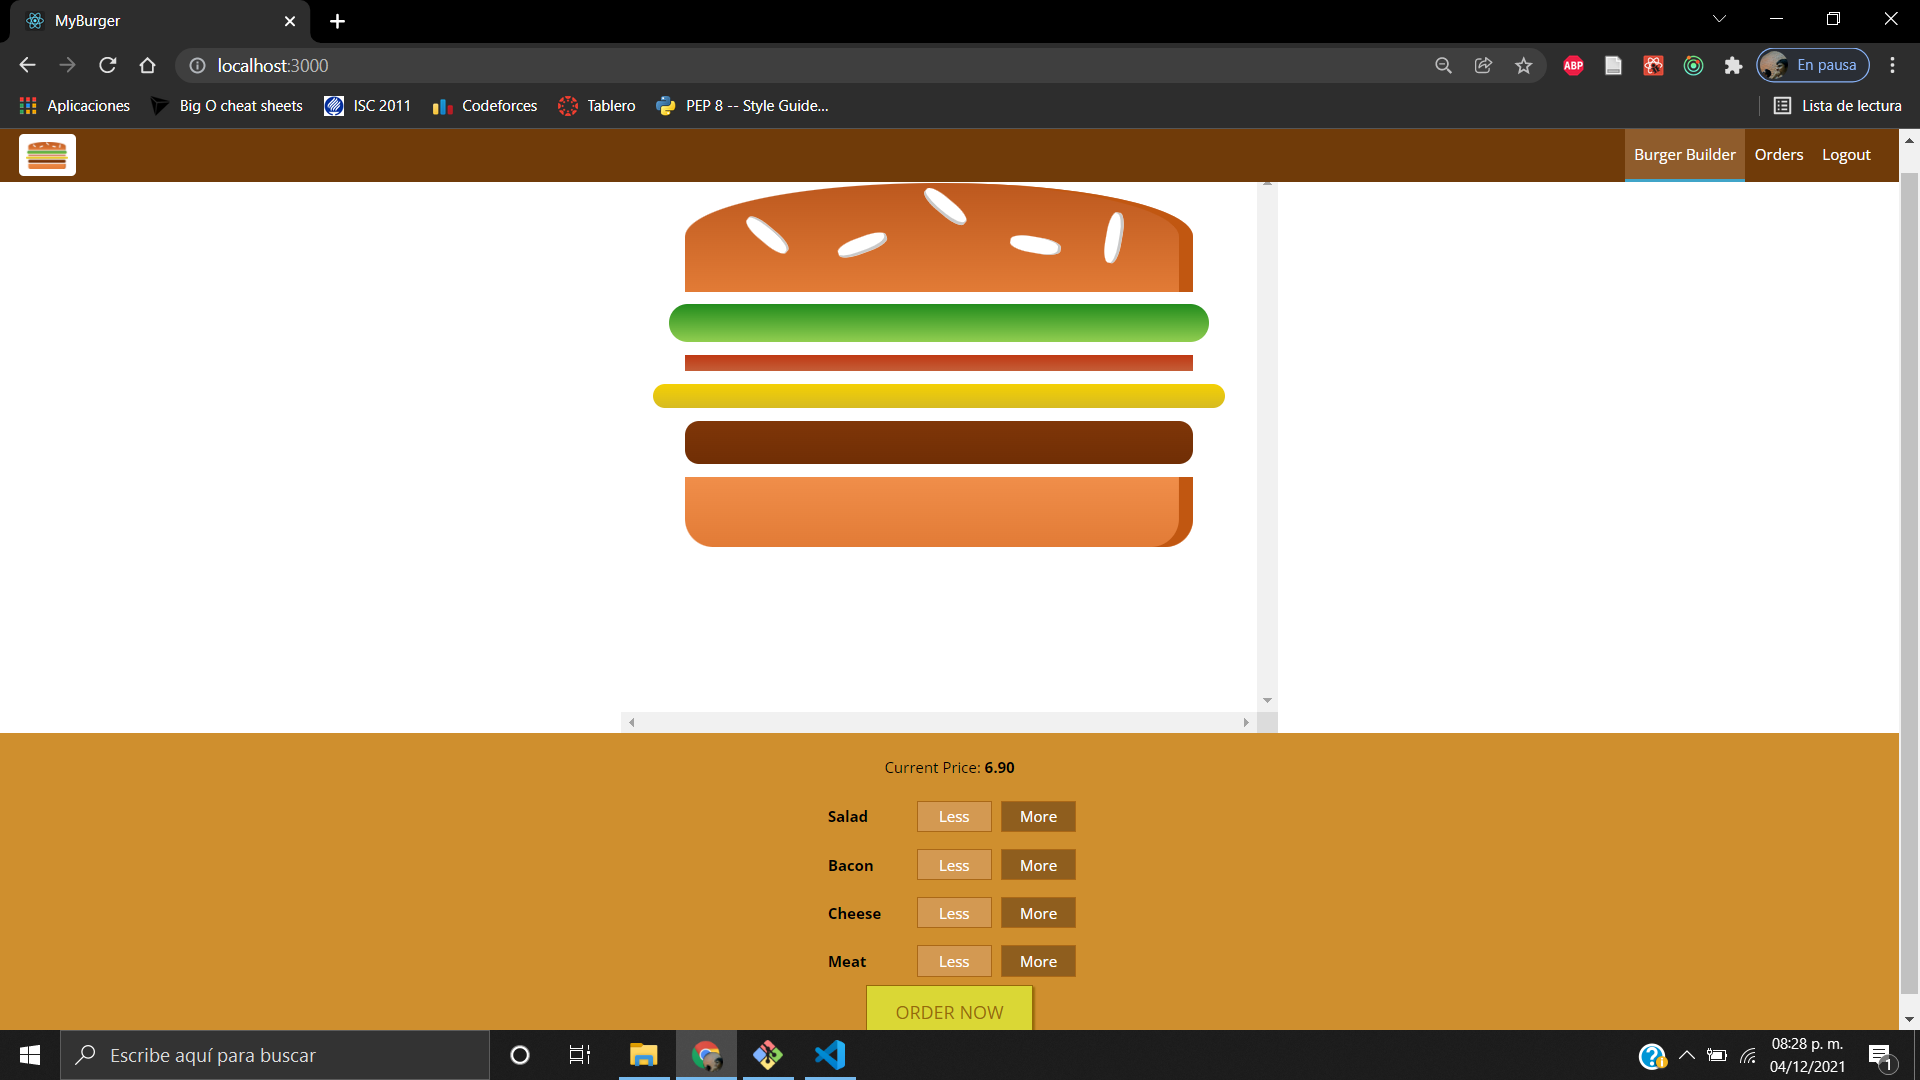 MyBurger
localhost:3000
ABP
En pausa
Aplicaciones
Big O cheat sheets
ISC 2011
Codeforces
Tablero
PEP 8 -- Style Guide...
Lista de lectura
Burger Builder
Orders
Logout
Current Price: 6.90
Salad Less More
Bacon Less More
Cheese Less More
Meat Less More
ORDER NOW
Escribe aquí para buscar
08:28 p. m.
04/12/2021
1